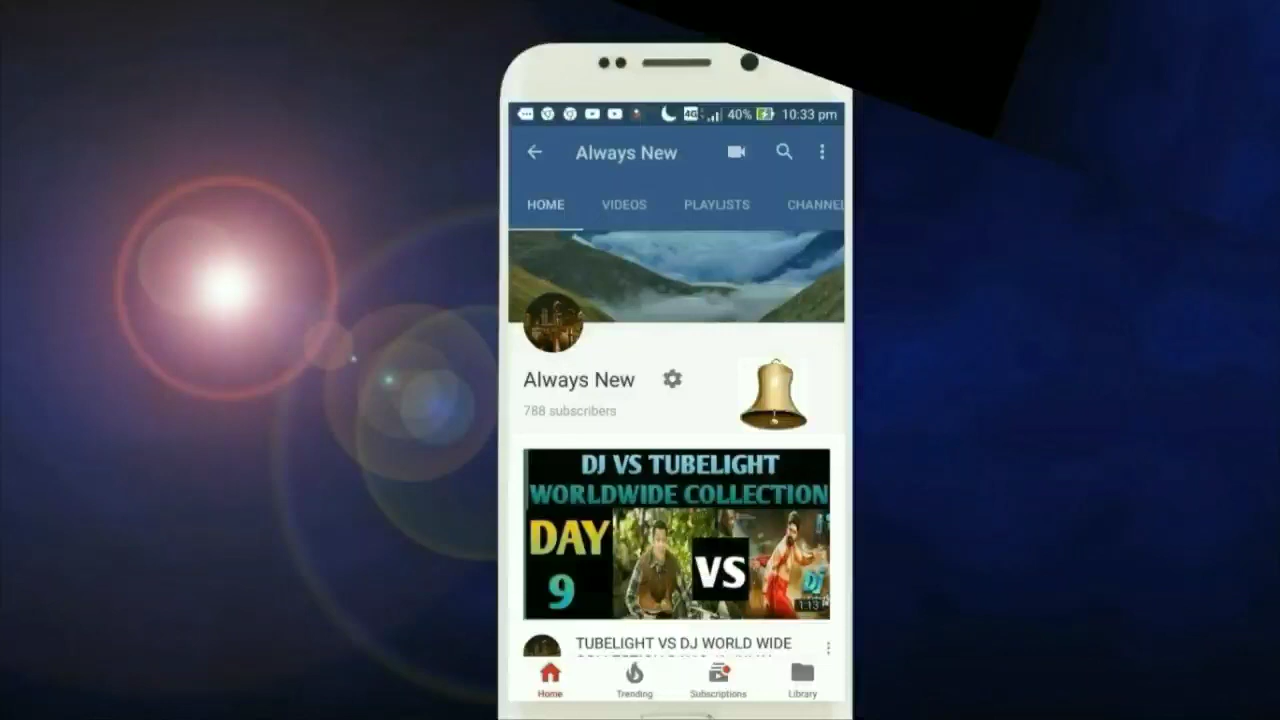 4G 40% 10:33 pm
Always New
HOME VIDEOS PLAYLISTS CHANNEL
Always New
788 subscribers
DJ VS TUBELIGHT
WORLDWIDE COLLECTION
DAY
9
VS
DJ
1:13
TUBELIGHT VS DJ WORLD WIDE
Home Trending Subscriptions Library